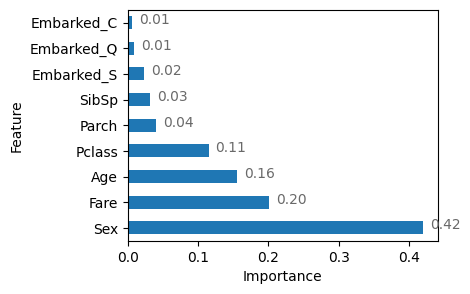 Embarked_C 0.01
Embarked_Q 0.01
Embarked_S 0.02
SibSp 0.03
Parch 0.04
Pclass 0.11
Age 0.16
Fare 0.20
Sex 0.42
Feature
0.0 0.1 0.2 0.3 0.4
Importance